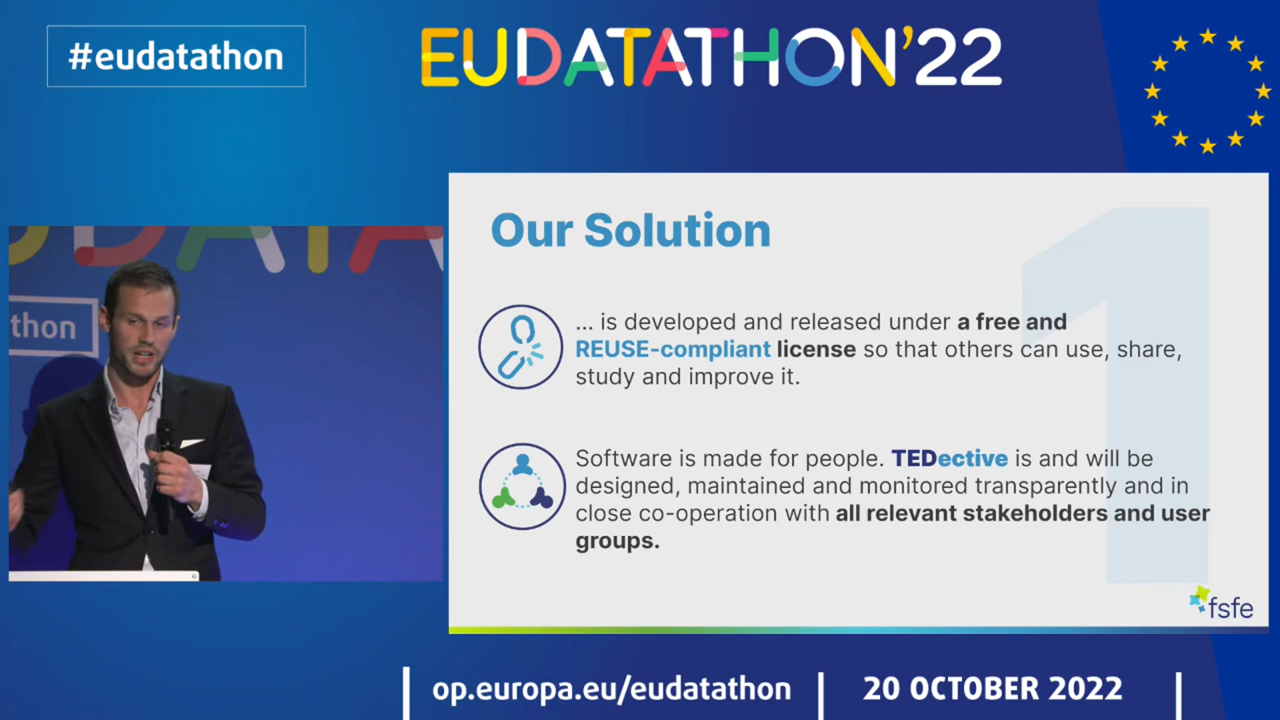 #eudatathon
EUDATATHON'22
UDATA
thon
Our Solution
... is developed and released under a free and
REUSE-compliant license so that others can use, share,
study and improve it.
Software is made for people. TEDective is and will be
designed, maintained and monitored transparently and in
close co-operation with all relevant stakeholders and user
groups.
1
fsfe
op.europa.eu/eudatathon
20 OCTOBER 2022